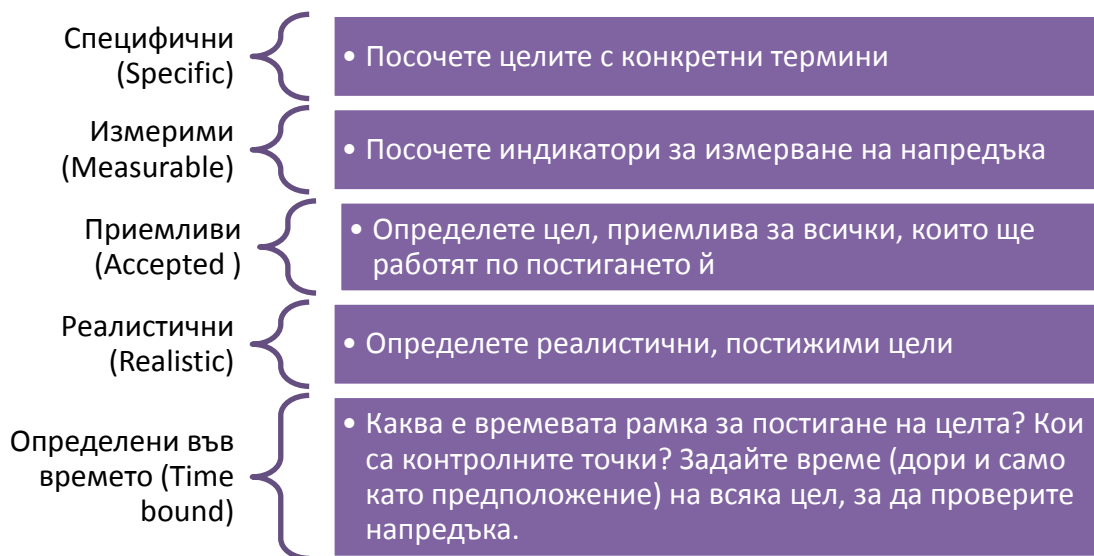 Специфични
(Specific)
• Посочете целите с конкретни термини
Измерими
(Measurable)
• Посочете индикатори за измерване на напредъка
Приемливи
(Accepted )
• Определете цел, приемлива за всички, които ще
работят по постигането ѝ
Реалистични
(Realistic)
• Определете реалистични, постижими цели
Определени във
времето (Time
bound)
• Каква е времевата рамка за постигане на целта? Кои
са контролните точки? Задайте време (дори и само
като предположение) на всяка цел, за да проверите
напредъка.